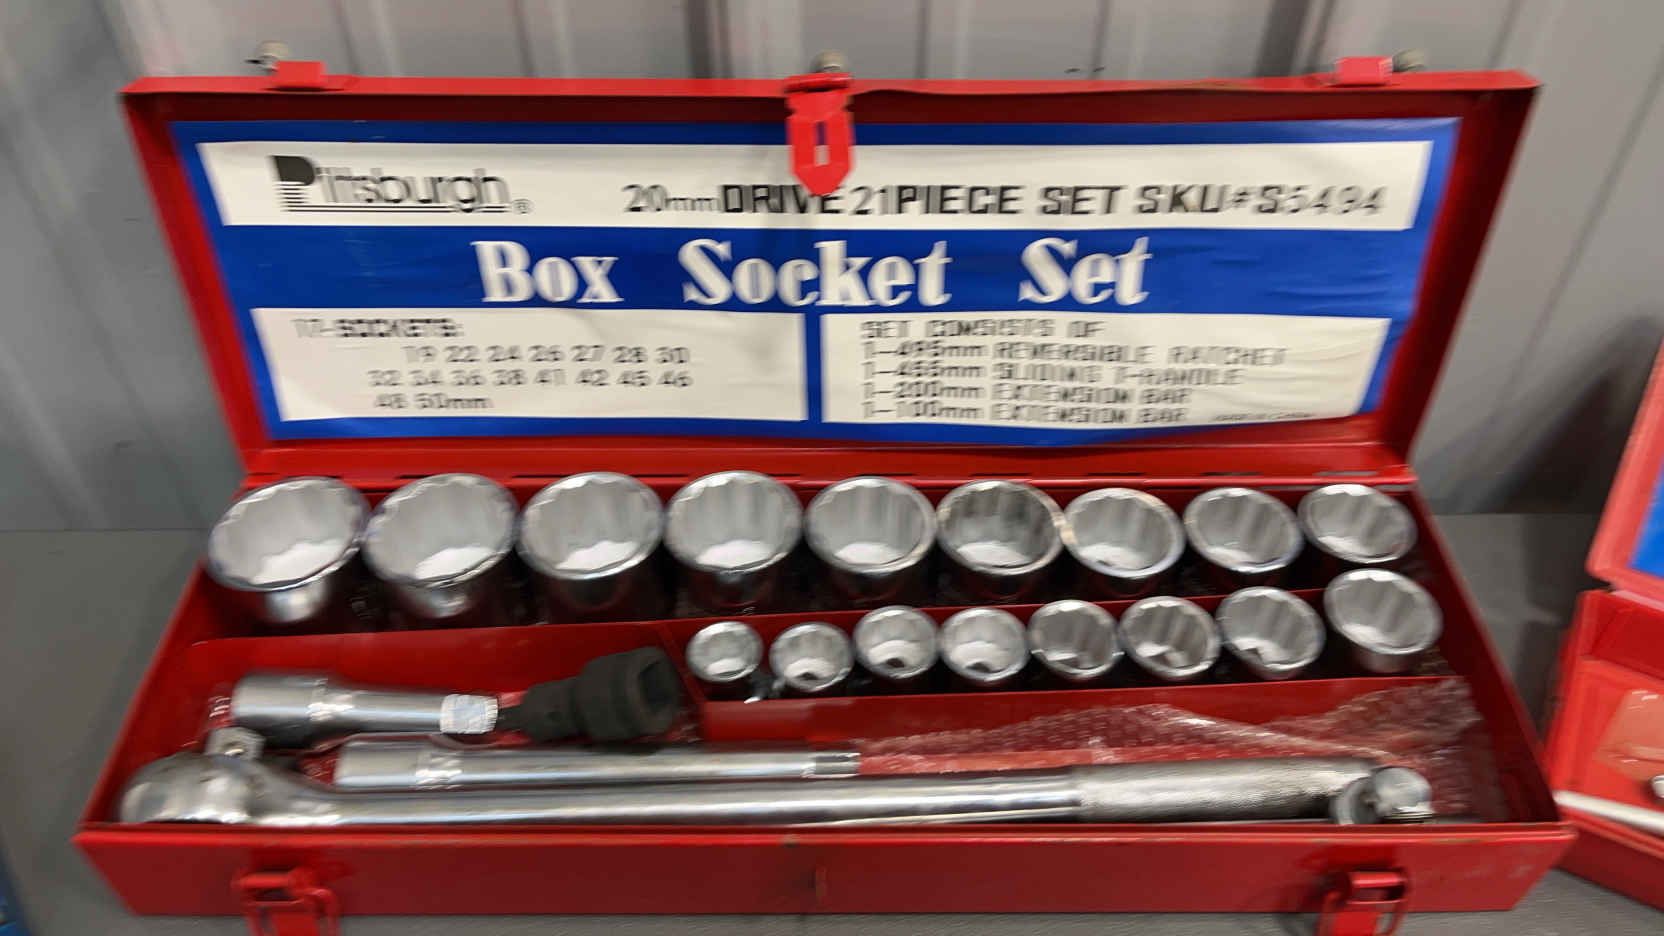 Pittsburgh®
20mm DRIVE 21 PIECE SET SKU#S5494
Box Socket Set
17-SOCKETS:
19 22 24 26 27 28 30
32 34 36 38 41 42 45 46
48 50mm
SET CONSISTS OF
1-495mm REVERSIBLE RATCHET
1-455mm SLIDING T-HANDLE
1-200mm EXTENSION BAR
1-100mm EXTENSION BAR